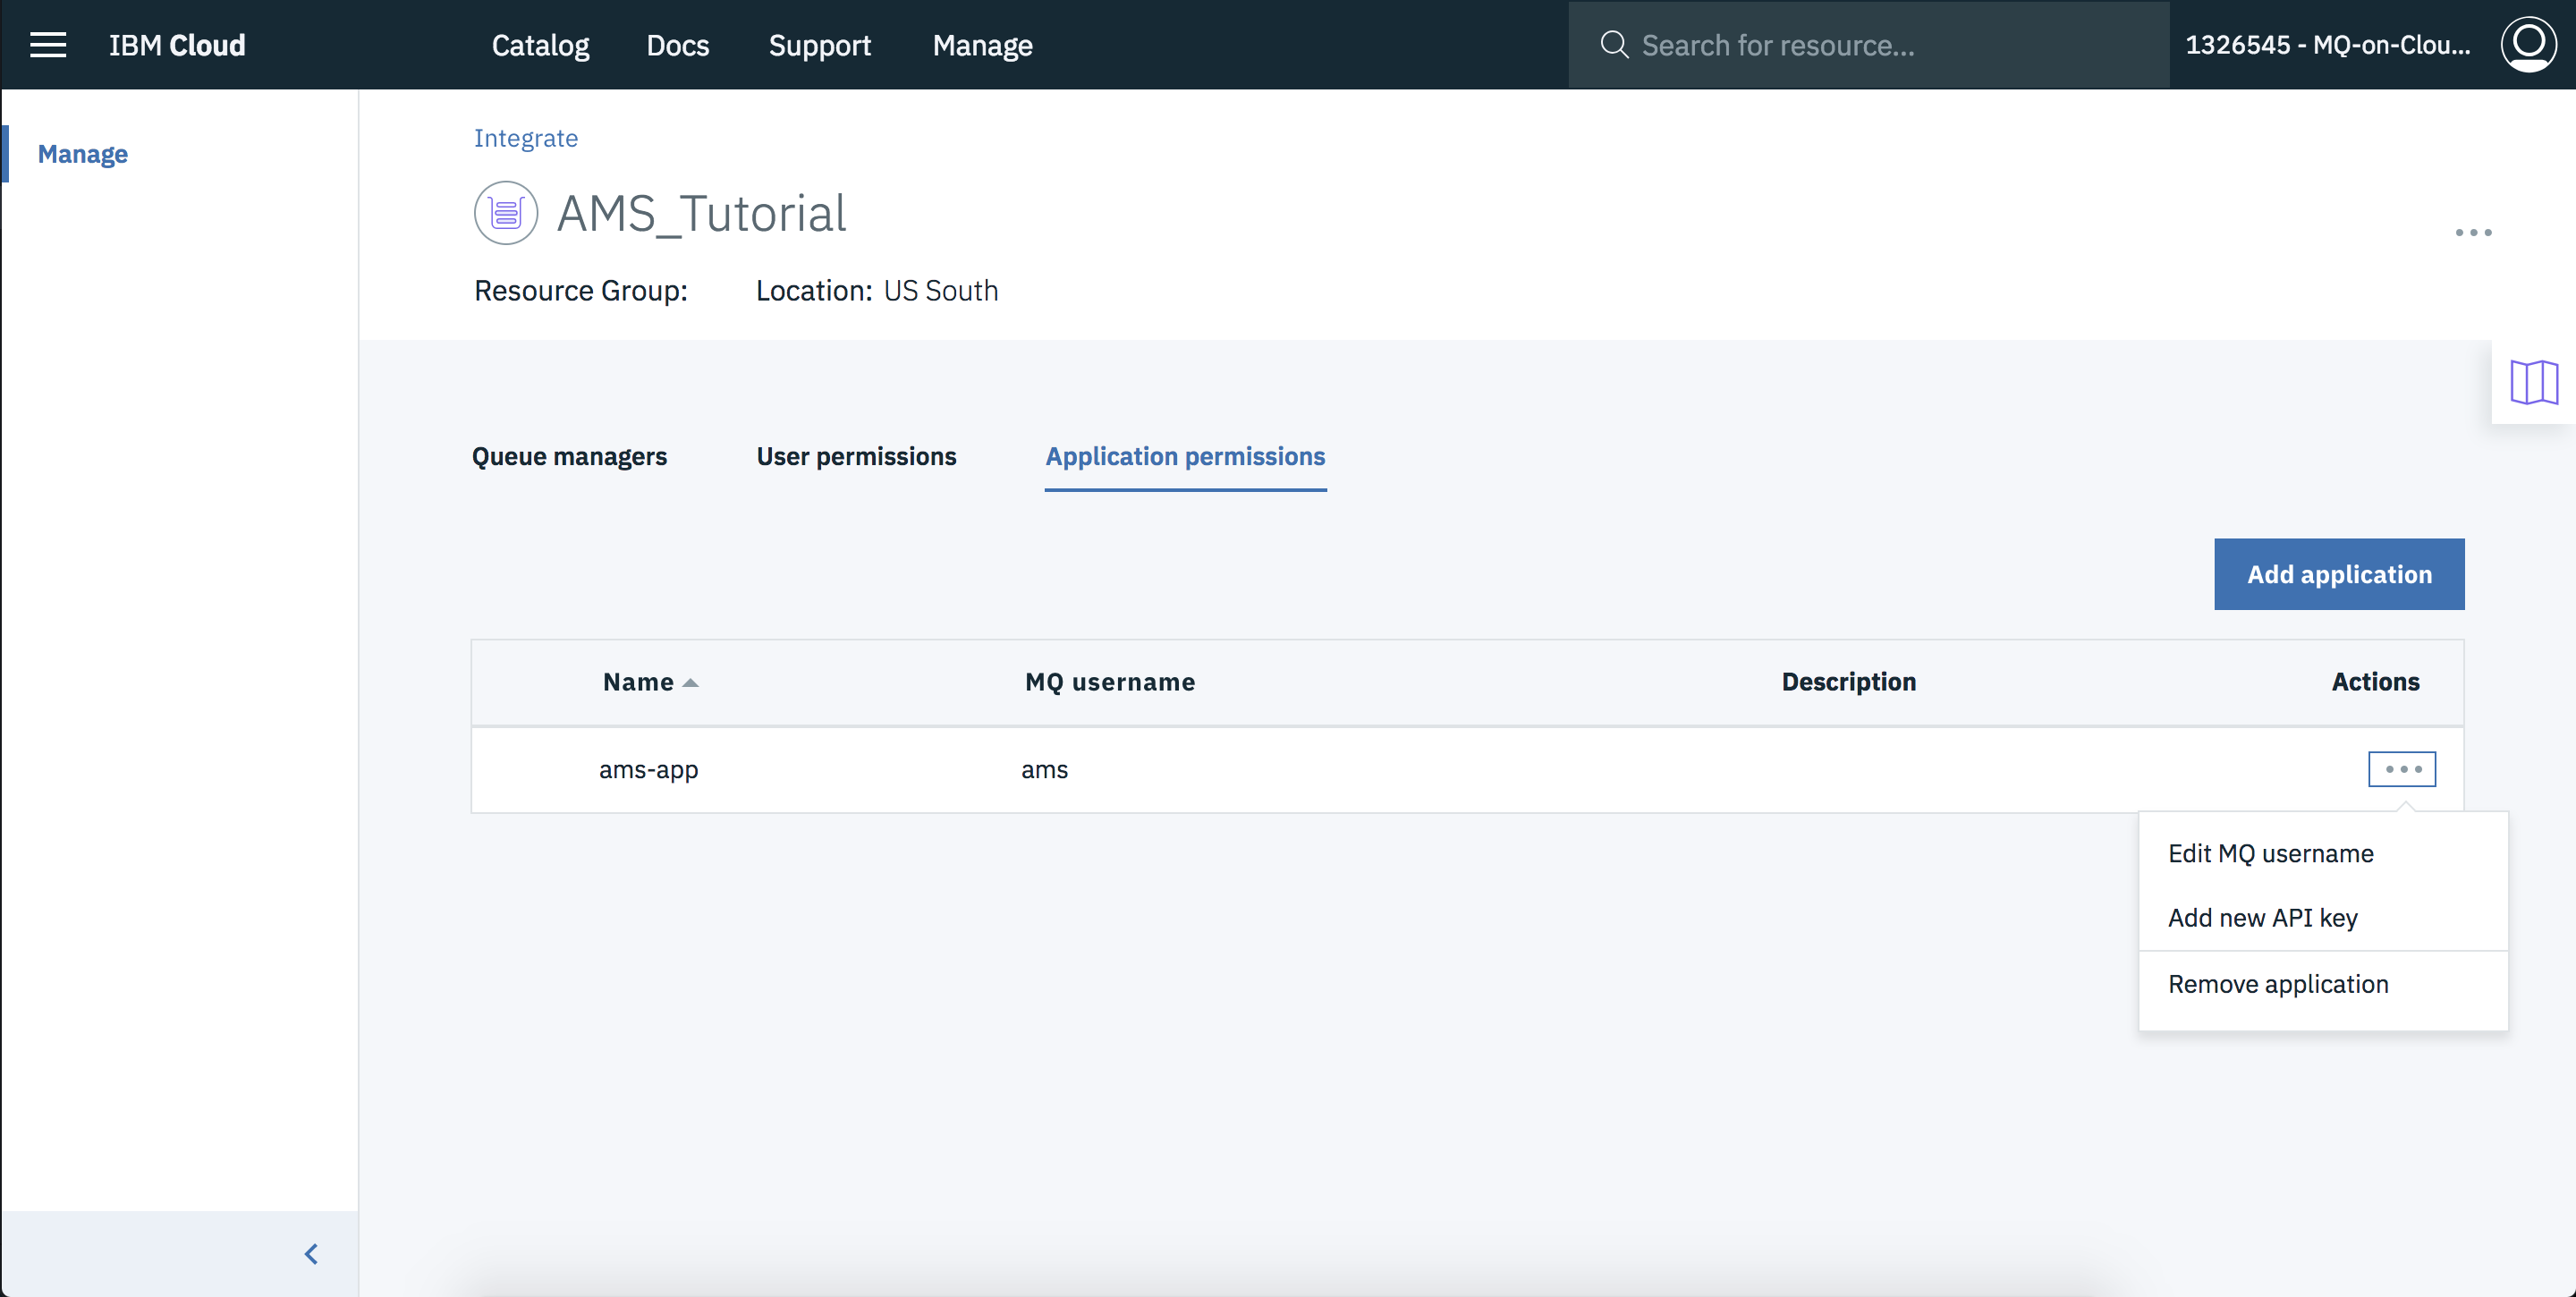 IBM Cloud Catalog Docs Support Manage Search for resource... 1326545 - MQ-on-Clou...
Manage
Integrate
AMS_Tutorial
Resource Group: Location: US South
Queue managers User permissions Application permissions
Add application
Name MQ username Description Actions
ams-app ams
Edit MQ username
Add new API key
Remove application